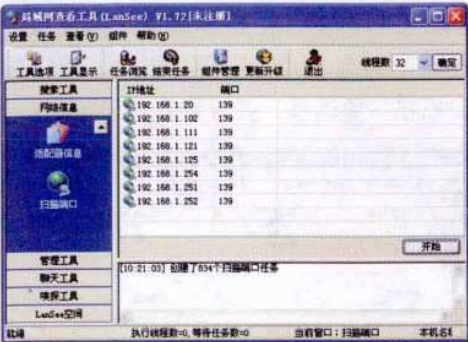 局域网查看工具(LanSee) V1.72[未注册]
设置 任务 查看(V) 组件 帮助(H)
工具选项 工具显示 任务浏览 结束任务 组件管理 更新升级 退出 线程数 32 确定
搜索工具
网络信息
适配器信息
扫描端口
管理工具
聊天工具
嗅探工具
LanSee空间
IP地址 端口
192.168.1.20 139
192.168.1.102 139
192.168.1.111 139
192.168.1.121 139
192.168.1.125 139
192.168.1.254 139
192.168.1.251 139
192.168.1.252 139
开始
[10:21:03] 创建了834个扫描端口任务
就绪 执行线程数=0,等待任务数=0 当前窗口:扫描端口 本机名称